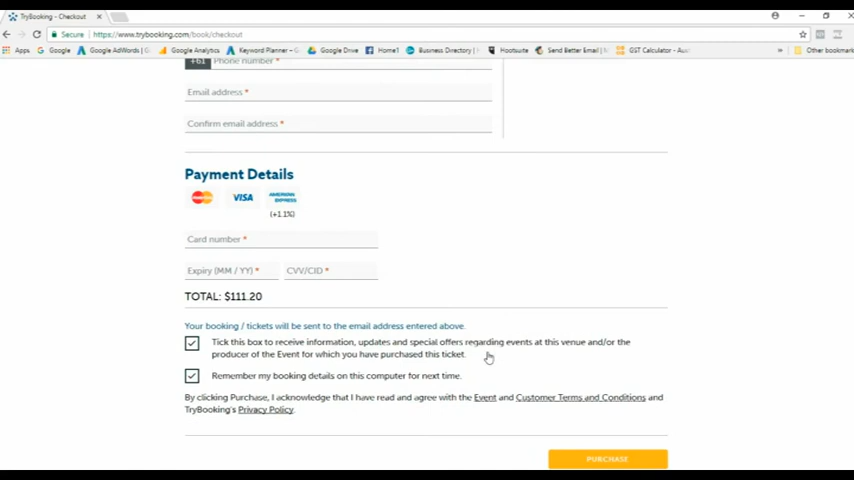 TryBooking - Checkout
Secure https://www.trybooking.com/book/checkout
Apps Google Google AdWords | G Google Analytics Keyword Planner – G Google Drive Home1 Business Directory | H Hootsuite Send Better Email | M GST Calculator - Aus » Other bookmark
+61 Phone number *
Email address *
Confirm email address *
Payment Details
VISA AMERICAN EXPRESS
(+1.1%)
Card number *
Expiry (MM / YY) * CVV/CID *
TOTAL: $111.20
Your booking / tickets will be sent to the email address entered above.
Tick this box to receive information, updates and special offers regarding events at this venue and/or the
producer of the Event for which you have purchased this ticket.
Remember my booking details on this computer for next time.
By clicking Purchase, I acknowledge that I have read and agree with the Event and Customer Terms and Conditions and
TryBooking's Privacy Policy.
PURCHASE